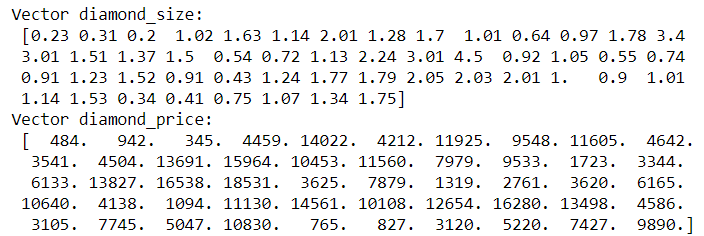 Vector diamond_size:
[0.23 0.31 0.2  1.02 1.63 1.14 2.01 1.28 1.7  1.01 0.64 0.97 1.78 3.4
3.01 1.51 1.37 1.5  0.54 0.72 1.13 2.24 3.01 4.5  0.92 1.05 0.55 0.74
0.91 1.23 1.52 0.91 0.43 1.24 1.77 1.79 2.05 2.03 2.01 1.   0.9  1.01
1.14 1.53 0.34 0.41 0.75 1.07 1.34 1.75]
Vector diamond_price:
[  484.   942.   345.  4459. 14022.  4212. 11925.  9548. 11605.  4642.
3541.  4504. 13691. 15964. 10453. 11560.  7979.  9533.  1723.  3344.
6133. 13827. 16538. 18531.  3625.  7879.  1319.  2761.  3620.  6165.
10640.  4138.  1094. 11130. 14561. 10108. 12654. 16280. 13498.  4586.
3105.  7745.  5047. 10830.   765.   827.  3120.  5220.  7427.  9890.]